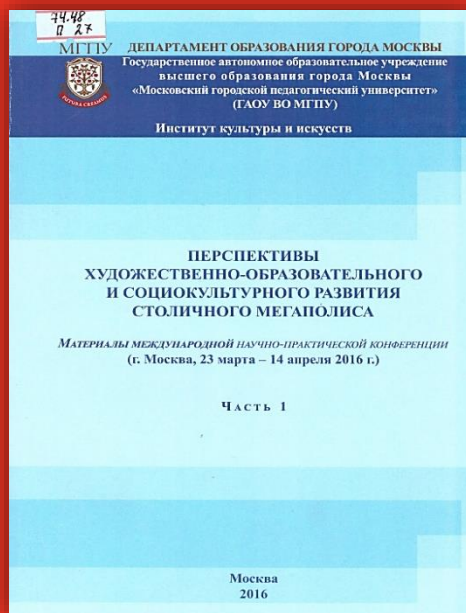 74.48
П 27
МГПУ
ДЕПАРТАМЕНТ ОБРАЗОВАНИЯ ГОРОДА МОСКВЫ
Государственное автономное образовательное учреждение
высшего образования города Москвы
«Московский городской педагогический университет»
(ГАОУ ВО МГПУ)
Институт культуры и искусств
ПЕРСПЕКТИВЫ
ХУДОЖЕСТВЕННО-ОБРАЗОВАТЕЛЬНОГО
И СОЦИОКУЛЬТУРНОГО РАЗВИТИЯ
СТОЛИЧНОГО МЕГАПОЛИСА
МАТЕРИАЛЫ МЕЖДУНАРОДНОЙ НАУЧНО-ПРАКТИЧЕСКОЙ КОНФЕРЕНЦИИ
(г. Москва, 23 марта – 14 апреля 2016 г.)
ЧАСТЬ 1
Москва
2016